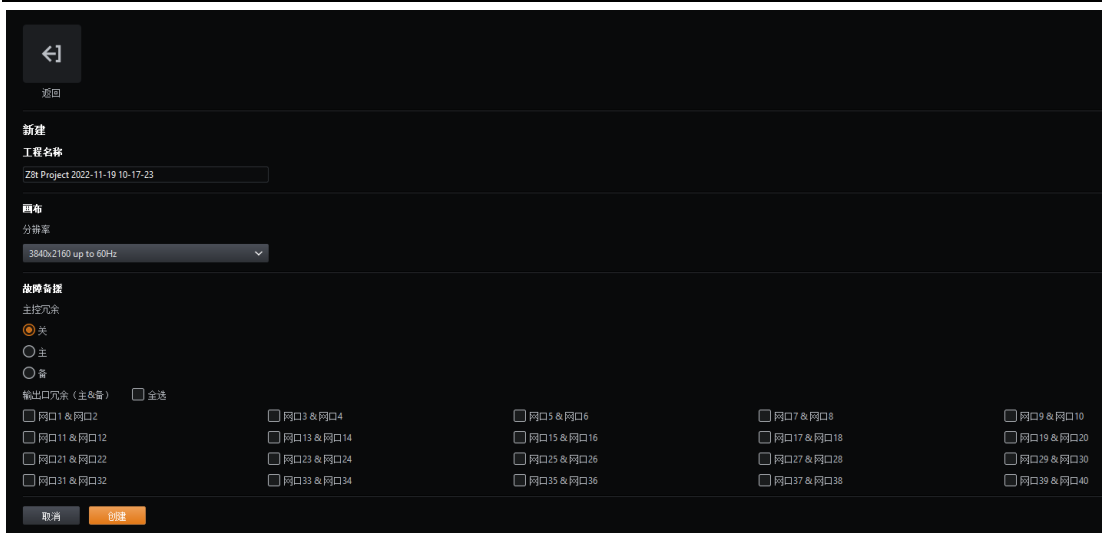 返回
新建
工程名称
Z8t Project 2022-11-19 10-17-23
画布
分辨率
3840x2160 up to 60Hz
故障备援
主控冗余
关
主
备
输出口冗余（主&备） 全选
网口1 & 网口2 网口3 & 网口4 网口5 & 网口6 网口7 & 网口8 网口9 & 网口10
网口11 & 网口12 网口13 & 网口14 网口15 & 网口16 网口17 & 网口18 网口19 & 网口20
网口21 & 网口22 网口23 & 网口24 网口25 & 网口26 网口27 & 网口28 网口29 & 网口30
网口31 & 网口32 网口33 & 网口34 网口35 & 网口36 网口37 & 网口38 网口39 & 网口40
取消 创建